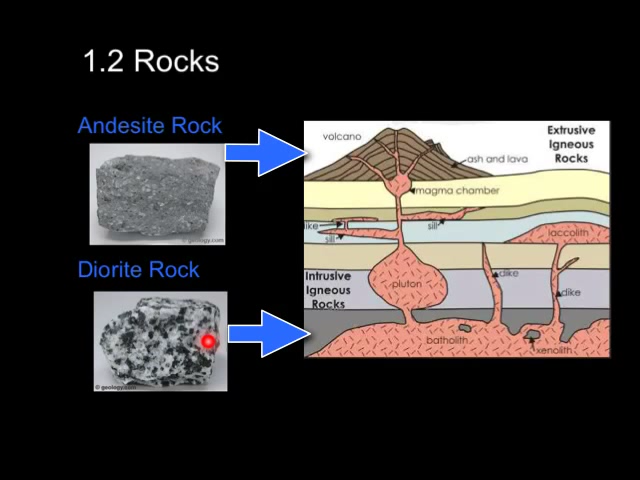 1.2 Rocks
Andesite Rock
© geology.com
Diorite Rock
© geology.com
volcano
Extrusive
Igneous
Rocks
ash and lava
magma chamber
ike
sill
sill
laccolith
Intrusive
Igneous
Rocks
pluton
dike
dike
batholith
xenolith